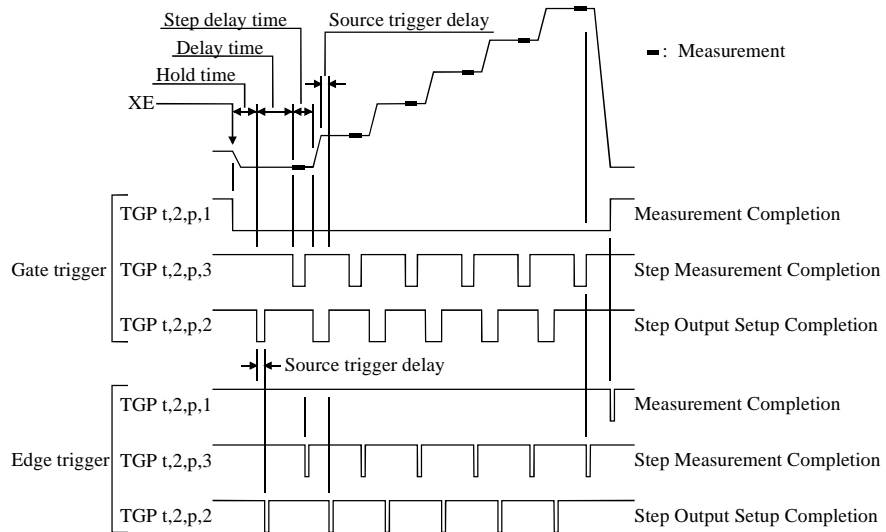 Step delay time
Source trigger delay
Delay time
: Measurement
Hold time
XE
TGP t,2,p,1
Measurement Completion
Gate trigger
TGP t,2,p,3
Step Measurement Completion
TGP t,2,p,2
Step Output Setup Completion
Source trigger delay
TGP t,2,p,1
Measurement Completion
Edge trigger
TGP t,2,p,3
Step Measurement Completion
TGP t,2,p,2
Step Output Setup Completion